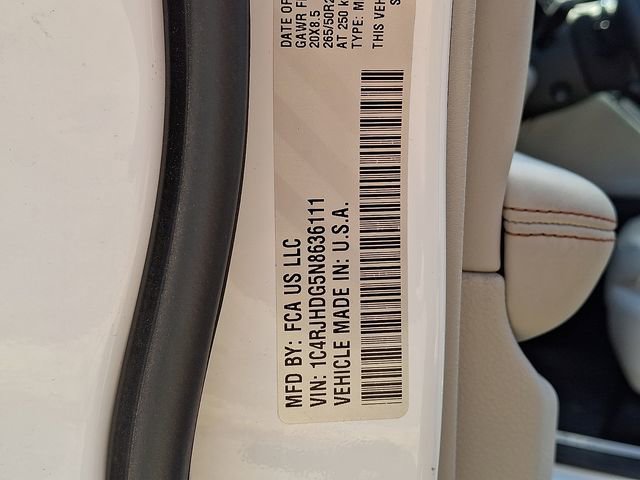 MFD BY: FCA US LLC
VIN: 1C4RJHDG5N8636111
VEHICLE MADE IN: U.S.A.
DATE OF
GAWR
20X8.5
265/50R2
AT 250
TYPE: M
THIS VEH